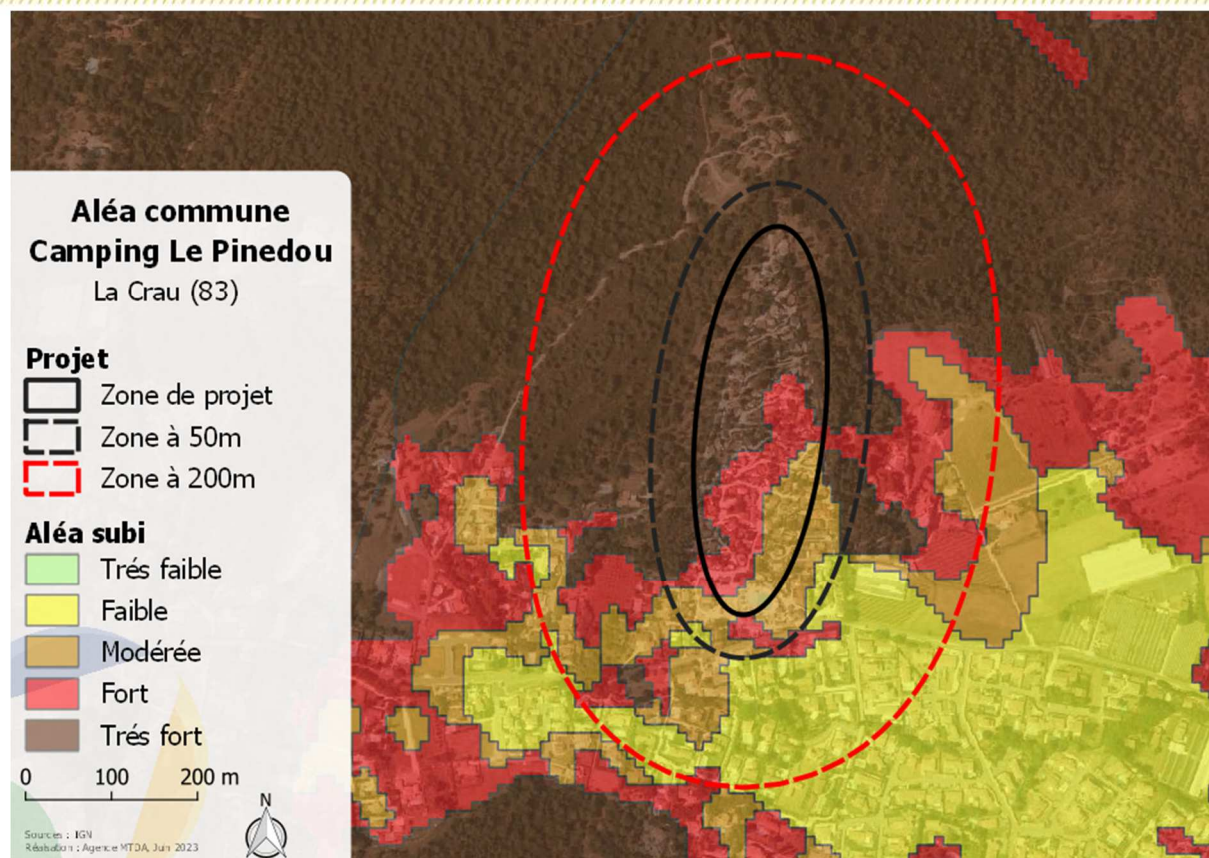 Aléa commune
Camping Le Pinedou
La Crau (83)
Projet
Zone de projet
Zone à 50m
Zone à 200m
Aléa subi
Trés faible
Faible
Modérée
Fort
Trés fort
0 100 200 m
N
Sources : IGN
Réalisation : Agence MTDA, Juin 2023